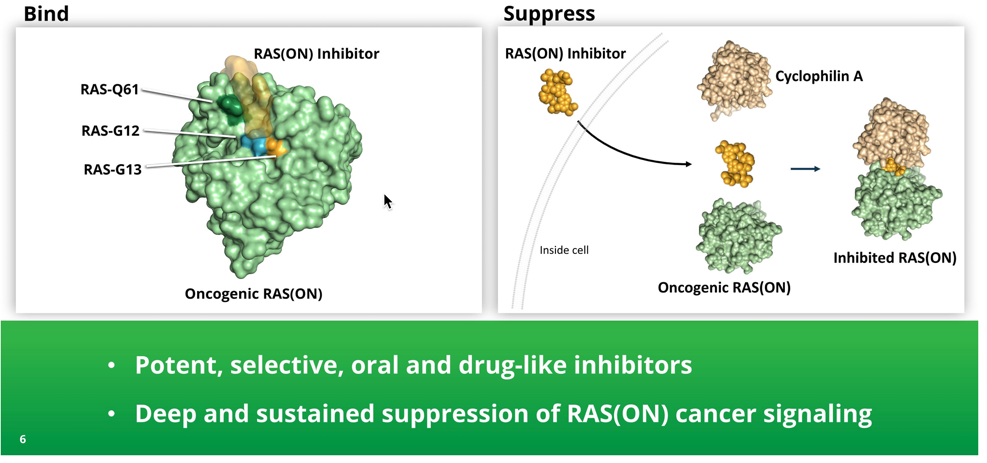 Bind
RAS(ON) Inhibitor
RAS-Q61
RAS-G12
RAS-G13
Oncogenic RAS(ON)
Suppress
RAS(ON) Inhibitor
Cyclophilin A
Inside cell
Oncogenic RAS(ON)
Inhibited RAS(ON)
• Potent, selective, oral and drug-like inhibitors
• Deep and sustained suppression of RAS(ON) cancer signaling
6